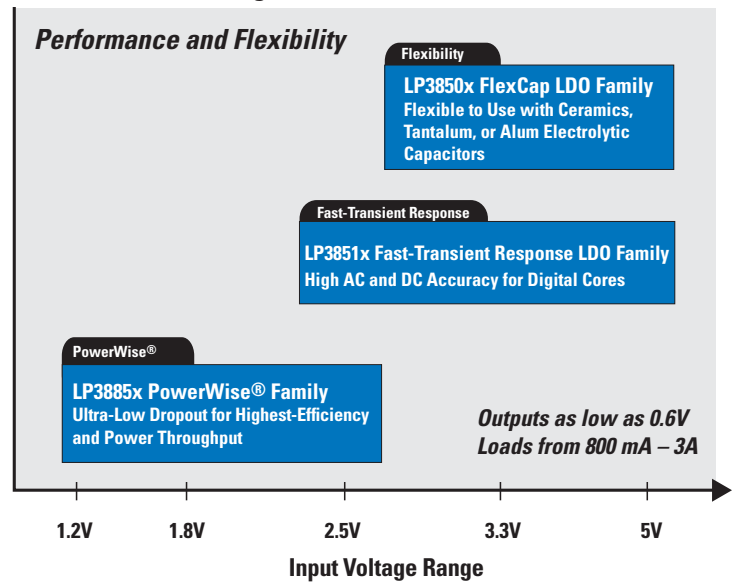 Performance and Flexibility
Flexibility
LP3850x FlexCap LDO Family
Flexible to Use with Ceramics,
Tantalum, or Alum Electrolytic
Capacitors
Fast-Transient Response
LP3851x Fast-Transient Response LDO Family
High AC and DC Accuracy for Digital Cores
PowerWise®
LP3885x PowerWise® Family
Ultra-Low Dropout for Highest-Efficiency
and Power Throughput
Outputs as low as 0.6V
Loads from 800 mA – 3A
1.2V 1.8V 2.5V 3.3V 5V
Input Voltage Range